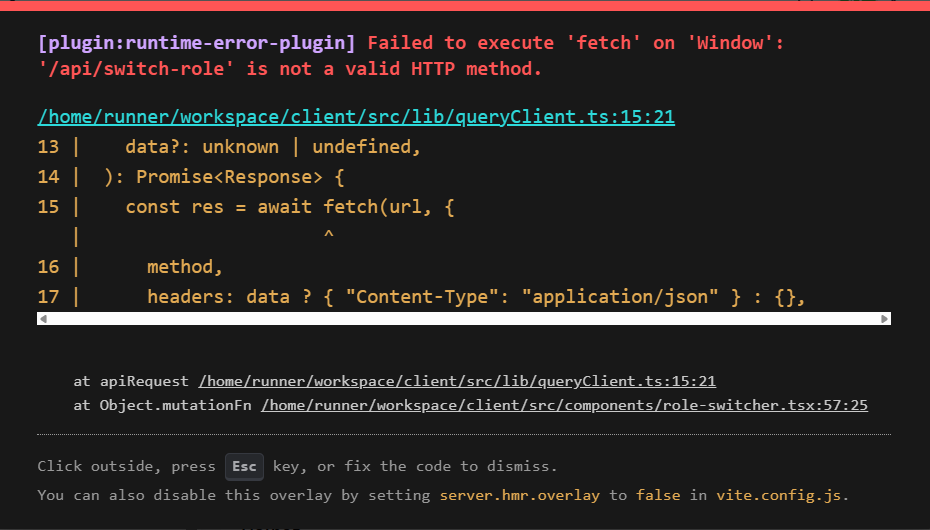 [plugin:runtime-error-plugin] Failed to execute 'fetch' on 'Window':
'/api/switch-role' is not a valid HTTP method.
/home/runner/workspace/client/src/lib/queryClient.ts:15:21
13 |    data?: unknown | undefined,
14 |  ): Promise<Response> {
15 |    const res = await fetch(url, {
   |                      ^
16 |      method,
17 |      headers: data ? { "Content-Type": "application/json" } : {},
at apiRequest /home/runner/workspace/client/src/lib/queryClient.ts:15:21
at Object.mutationFn /home/runner/workspace/client/src/components/role-switcher.tsx:57:25
Click outside, press Esc key, or fix the code to dismiss.
You can also disable this overlay by setting server.hmr.overlay to false in vite.config.js.